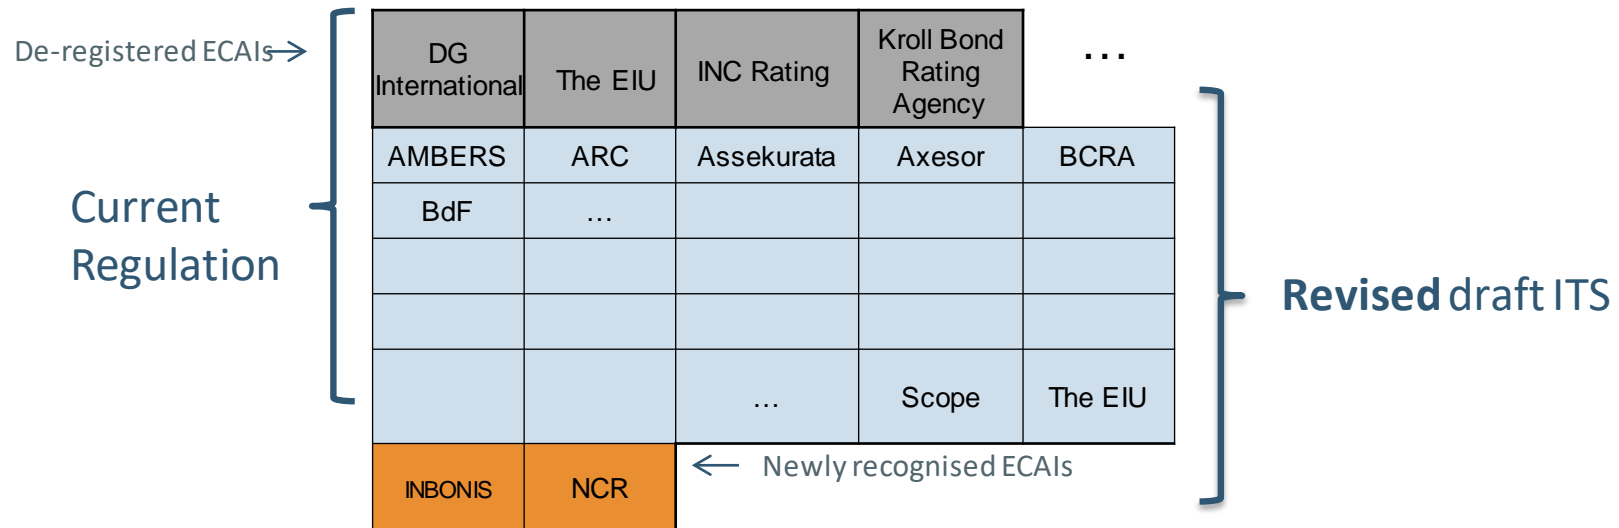 De-registered ECAIs
DG
International
The EIU
INC Rating
Kroll Bond
Rating
Agency
...
AMBERS
ARC
Assekurata
Axesor
BCRA
BdF
...
Current
Regulation
Revised draft ITS
...
Scope
The EIU
INBONIS
NCR
Newly recognised ECAIs